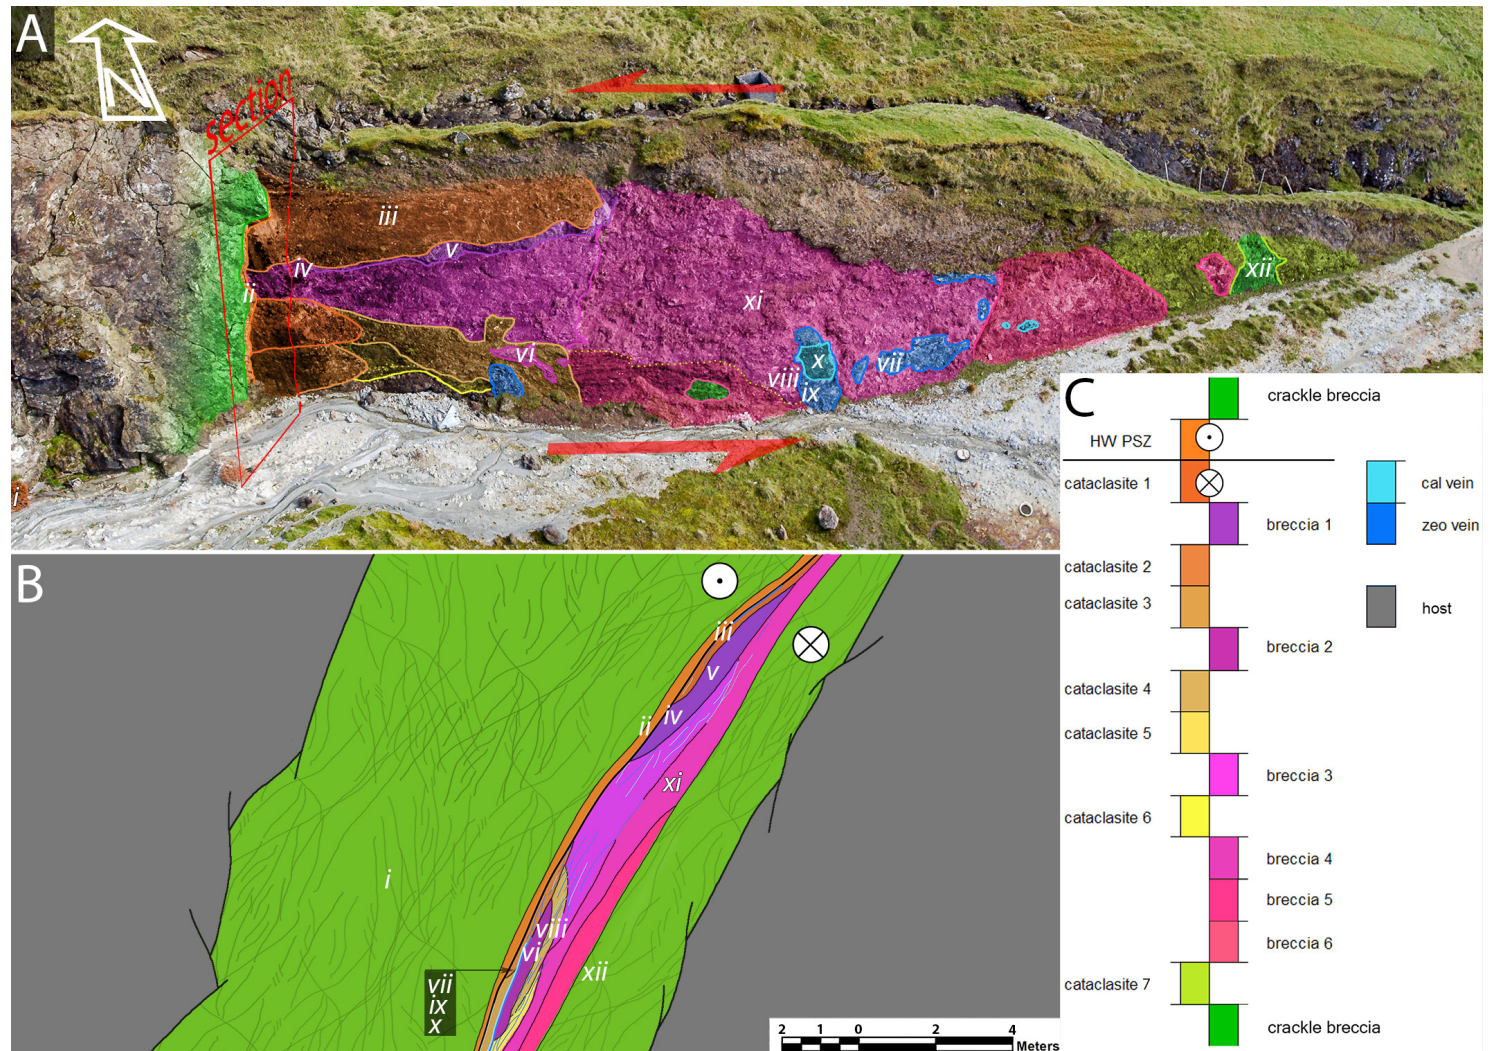 A
N
section
iii
iv
v
ii
xi
vi
viii
x
ix
vii
xii
i
B
iii
v
iv
ii
xi
i
viii
vi
xii
vii
ix
x
2 1 0 2 4
Meters
C
crackle breccia
HW PSZ
cataclasite 1
cal vein
breccia 1
zeo vein
cataclasite 2
cataclasite 3
host
breccia 2
cataclasite 4
cataclasite 5
breccia 3
cataclasite 6
breccia 4
breccia 5
breccia 6
cataclasite 7
crackle breccia